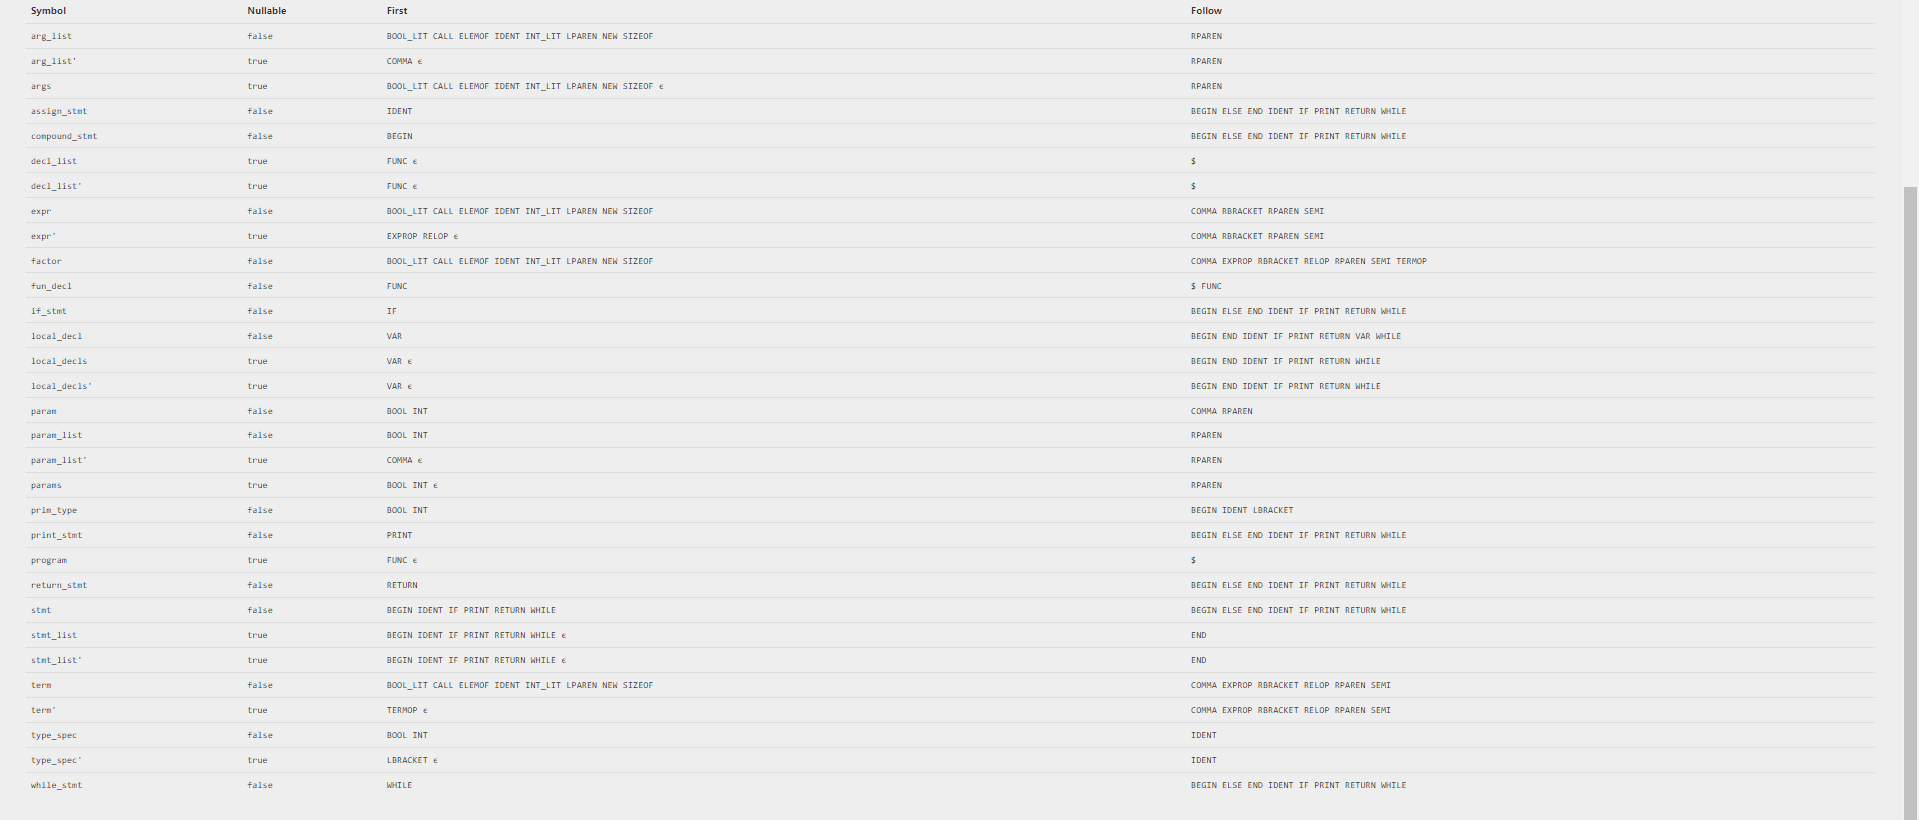 Symbol Nullable First Follow
arg_list false BOOL_LIT CALL ELEMOF IDENT INT_LIT LPAREN NEW SIZEOF RPAREN
arg_list' true COMMA ϵ RPAREN
args true BOOL_LIT CALL ELEMOF IDENT INT_LIT LPAREN NEW SIZEOF ϵ RPAREN
assign_stmt false IDENT BEGIN ELSE END IDENT IF PRINT RETURN WHILE
compound_stmt false BEGIN BEGIN ELSE END IDENT IF PRINT RETURN WHILE
decl_list true FUNC ϵ $
decl_list' true FUNC ϵ $
expr false BOOL_LIT CALL ELEMOF IDENT INT_LIT LPAREN NEW SIZEOF COMMA RBRACKET RPAREN SEMI
expr' true EXPROP RELOP ϵ COMMA RBRACKET RPAREN SEMI
factor false BOOL_LIT CALL ELEMOF IDENT INT_LIT LPAREN NEW SIZEOF COMMA EXPROP RBRACKET RELOP RPAREN SEMI TERMOP
fun_decl false FUNC $ FUNC
if_stmt false IF BEGIN ELSE END IDENT IF PRINT RETURN WHILE
local_decl false VAR BEGIN END IDENT IF PRINT RETURN VAR WHILE
local_decls true VAR ϵ BEGIN END IDENT IF PRINT RETURN WHILE
local_decls' true VAR ϵ BEGIN END IDENT IF PRINT RETURN WHILE
param false BOOL INT COMMA RPAREN
param_list false BOOL INT RPAREN
param_list' true COMMA ϵ RPAREN
params true BOOL INT ϵ RPAREN
prim_type false BOOL INT BEGIN IDENT LBRACKET
print_stmt false PRINT BEGIN ELSE END IDENT IF PRINT RETURN WHILE
program true FUNC ϵ $
return_stmt false RETURN BEGIN ELSE END IDENT IF PRINT RETURN WHILE
stmt false BEGIN IDENT IF PRINT RETURN WHILE BEGIN ELSE END IDENT IF PRINT RETURN WHILE
stmt_list true BEGIN IDENT IF PRINT RETURN WHILE ϵ END
stmt_list' true BEGIN IDENT IF PRINT RETURN WHILE ϵ END
term false BOOL_LIT CALL ELEMOF IDENT INT_LIT LPAREN NEW SIZEOF COMMA EXPROP RBRACKET RELOP RPAREN SEMI
term' true TERMOP ϵ COMMA EXPROP RBRACKET RELOP RPAREN SEMI
type_spec false BOOL INT IDENT
type_spec' true LBRACKET ϵ IDENT
while_stmt false WHILE BEGIN ELSE END IDENT IF PRINT RETURN WHILE